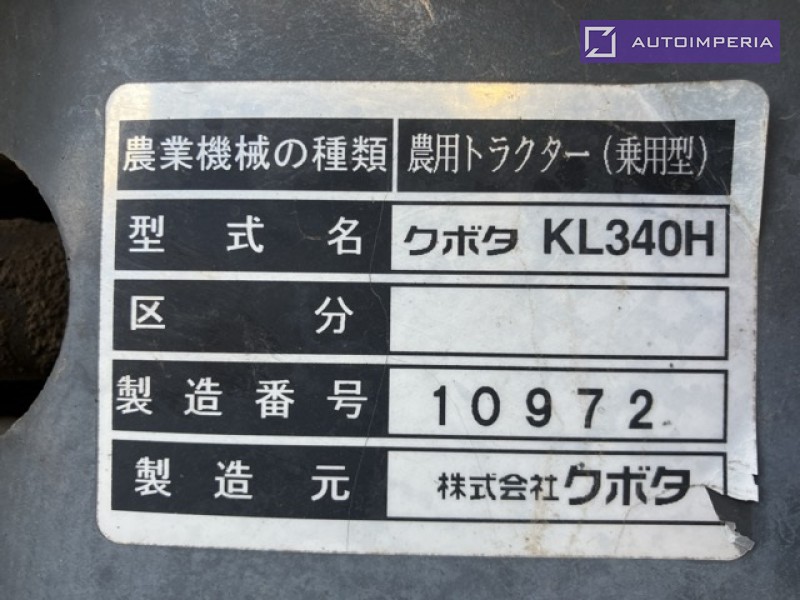 AUTOIMPERIA
農業機械の種類 農用トラクター(乗用型)
型式名 クボタ KL340H
区分
製造番号 10972
製造元 株式会社クボタ